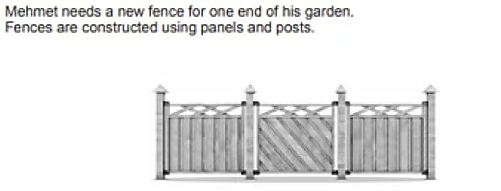 Mehmet needs a new fence for one end of his garden.
Fences are constructed using panels and posts.